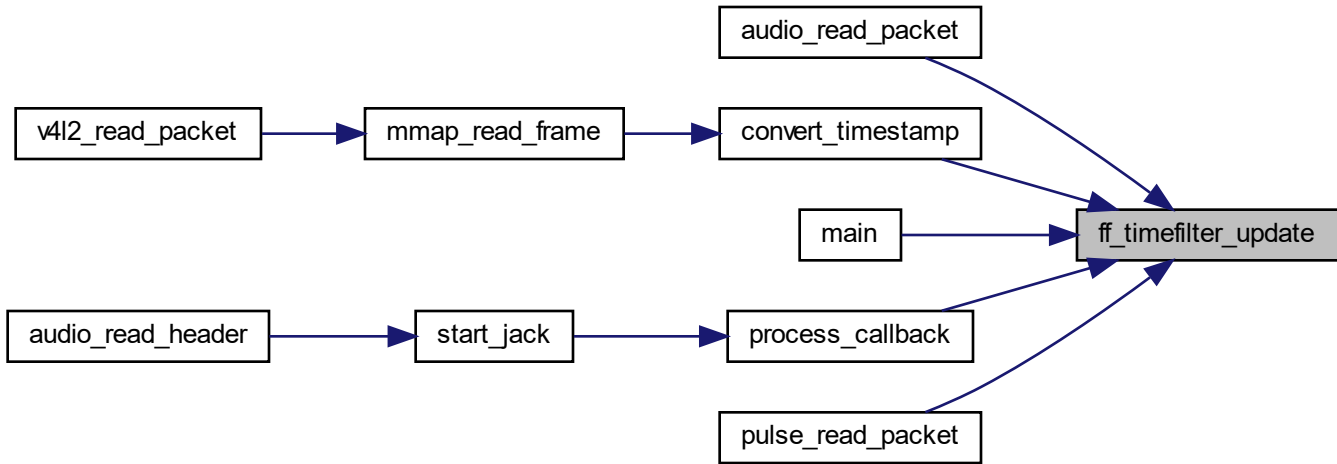 audio_read_packet
v4l2_read_packet
mmap_read_frame
convert_timestamp
main
ff_timefilter_update
audio_read_header
start_jack
process_callback
pulse_read_packet